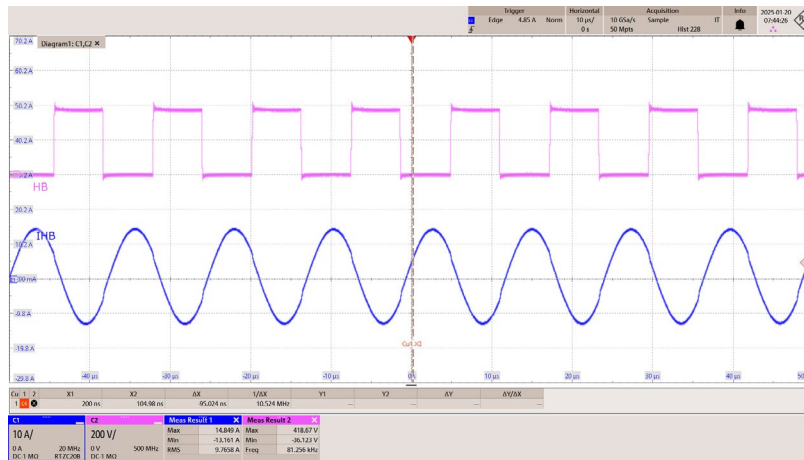 Trigger Horizontal Acquisition Info 2025-01-20
Edge 4.85 A Norm 10 µs/ 10 GSa/s Sample IT 07:44:26
0 s 50 Mpts Hist 228
70.2 A Diagram1: C1,C2 ×
60.2 A
50.2 A
40.2 A
HB
20.2 A
IHB
10.2 A
-9.8 A
-19.8 A
-29.8 A
-40 µs -30 µs -20 µs -10 µs 10 µs 20 µs 30 µs 40 µs
Cu 1 2 X1 X2 ΔX 1/ΔX Y1 Y2 ΔY ΔY/ΔX
1 200 ns 104.98 ns 95.024 ns 10.524 MHz
C1 C2 Meas Result 1 X Meas Result 2 X
10 A/ 200 V/ Max 14.849 A Max 418.67 V
Min -13.161 A Min -36.123 V
0 A 20 MHz 0 V 500 MHz RMS 9.7658 A Freq 81.256 kHz
DC 1 MΩ RTZC20B DC 1 MΩ